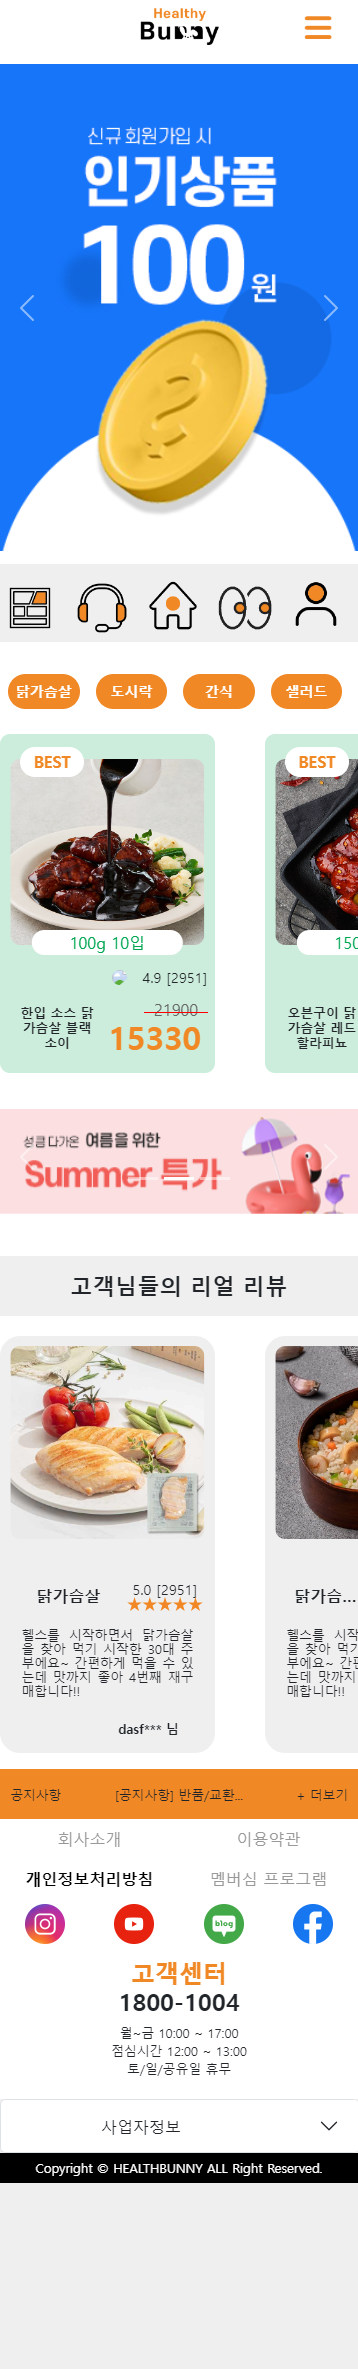 Healthy
Bunny
신규 회원가입 시
인기상품
100원
닭가슴살 도시락 간식 샐러드
BEST BEST
100g 10입 150
4.9 [2951]
한입 소스 닭
가슴살 블랙
소이
21900
15330
오븐구이 닭
가슴살 레드
할라피뇨
성큼 다가온 여름을 위한
Summer 특가
고객님들의 리얼 리뷰
닭가슴살
5.0 [2951]
★★★★★
헬스를 시작하면서 닭가슴살
을 찾아 먹기 시작한 30대 주
부에요~ 간편하게 먹을 수 있
는데 맛까지 좋아 4번째 재구
매합니다!!
dasf*** 님
닭가슴...
헬스를 시작
을 찾아 먹기
부에요~ 간편
는데 맛까지
매합니다!!
공지사항 [공지사항] 반품/교환... + 더보기
회사소개 이용약관
개인정보처리방침 멤버십 프로그램
blog
고객센터
1800-1004
월~금 10:00 ~ 17:00
점심시간 12:00 ~ 13:00
토/일/공유일 휴무
사업자정보
Copyright © HEALTHBUNNY ALL Right Reserved.